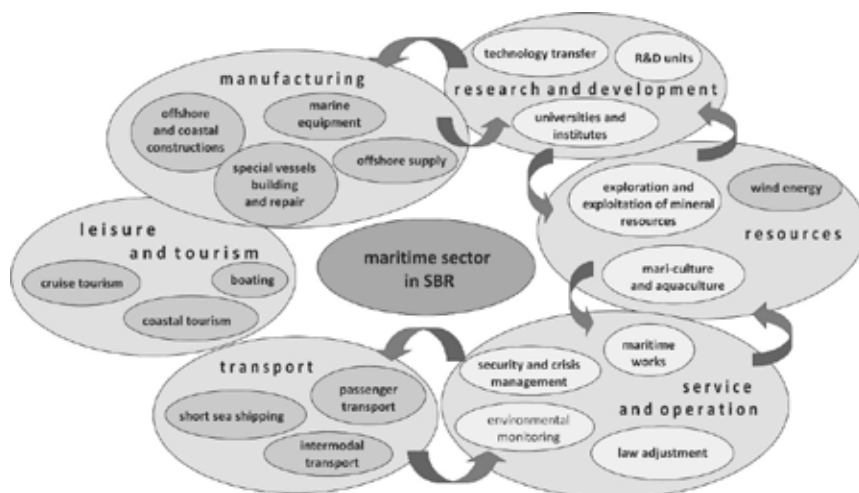 manufacturing
offshore
and coastal
constructions
marine
equipment
special vessels
building
and repair
offshore supply
technology transfer
R&D units
research and development
universities and
institutes
exploration and
exploitation of mineral
resources
wind energy
resources
mari-culture
and aquaculture
leisure
and tourism
cruise tourism
boating
coastal tourism
maritime sector
in SBR
transport
passenger
transport
short sea shipping
intermodal
transport
security and crisis
management
maritime
works
service
and operation
environmental
monitoring
law adjustment